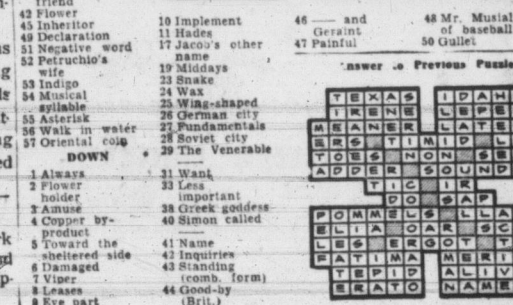 friend
42 Flower
45 Inheritor
49 Declaration
51 Negative word
52 Petruchio's
wife
53 Indigo
54 Musical
syllable
55 Asterisk
56 Walk in water
57 Oriental coin
DOWN
1 Always
2 Flower
holder
3 Amuse
4 Copper by-
product
5 Toward the
sheltered side
6 Damaged
7 Viper
8 Leases
9 Eye part
10 Implement
11 Hades
17 Jacob's other
name
19 Middays
23 Snake
24 Wax
25 Wing-shaped
26 German city
27 Fundamentals
28 Soviet city
29 The Venerable
——
31 Want
33 Less
important
38 Greek goddess
40 Simon called
——
41 Name
42 Inquiries
43 Standing
(comb. form)
44 Good-by
(Brit.)
46 —— and
Geraint
47 Painful
48 Mr. Musial
of baseball
50 Gullet
Answer to Previous Puzzle
TEXAS IDAH
IRENE LEPE
MEANER LATE
ERS TIMID L
TOES NON SE
ADDER SOUND
TIC IR
DO SAP
POMMELS LLA
ELIA OAR SC
LES ERGOT T
FATIMA MERI
TEPID ALIV
ERATO NAME